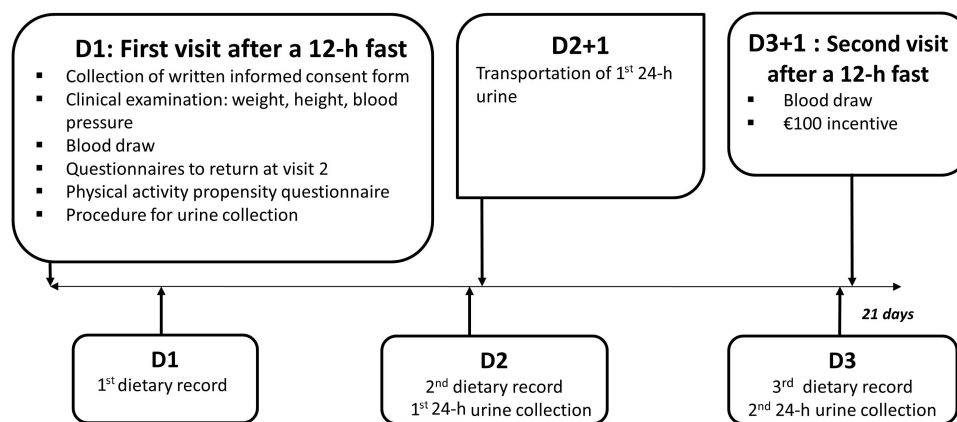 D1: First visit after a 12-h fast
▪ Collection of written informed consent form
▪ Clinical examination: weight, height, blood
pressure
▪ Blood draw
▪ Questionnaires to return at visit 2
▪ Physical activity propensity questionnaire
▪ Procedure for urine collection
D2+1
Transportation of 1st 24-h
urine
D3+1 : Second visit
after a 12-h fast
▪ Blood draw
▪ €100 incentive
21 days
D1
1st dietary record
D2
2nd dietary record
1st 24-h urine collection
D3
3rd dietary record
2nd 24-h urine collection